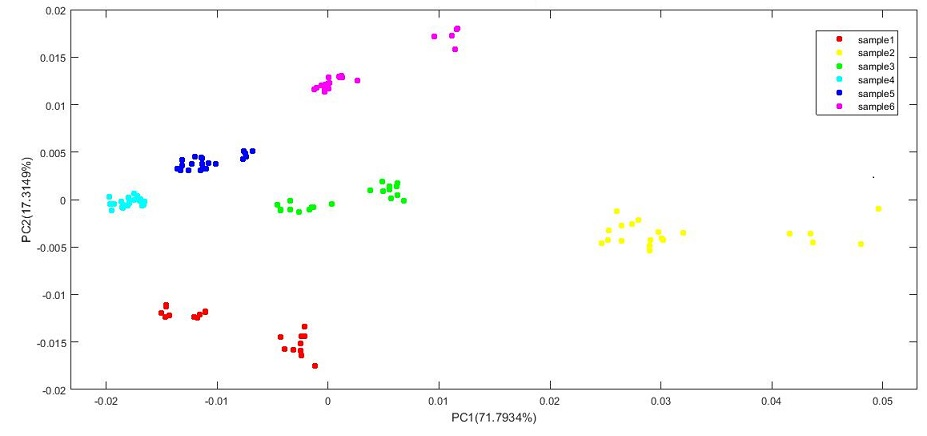 0.02
0.015
0.01
0.005
0
-0.005
-0.01
-0.015
-0.02
PC2(17.3149%)
sample1
sample2
sample3
sample4
sample5
sample6
-0.02 -0.01 0 0.01 0.02 0.03 0.04 0.05
PC1(71.7934%)